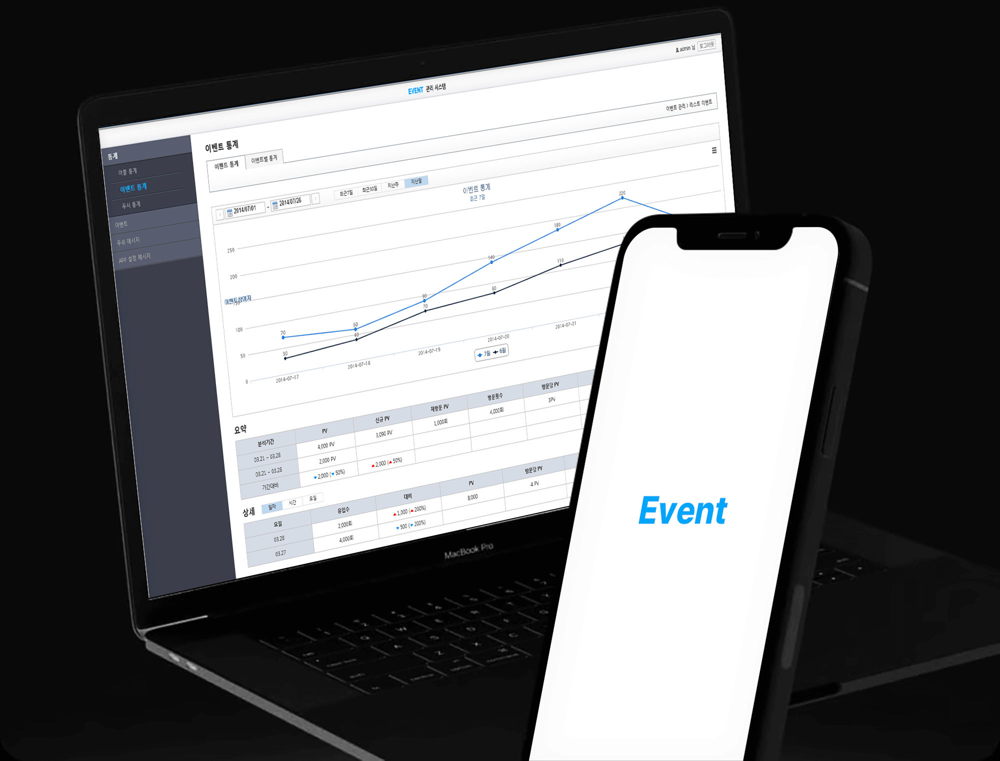 admin 님 로그아웃
EVENT 관리 시스템
이벤트 관리 > 리스트 이벤트
통계
어플 통계
이벤트 통계
푸시 통계
이벤트
푸쉬 메시지
APP 설정 메시지
이벤트 통계
이벤트 통계 이벤트별 통계
2014/07/01 ~ 2014/07/26 최근7일 최근30일 지난주 지난달
이벤트 통계
최근 7일
250
200
150
100
50
0
이벤트참여자
70 60 90 140 180 220
30 40 70 80 110
2014-07-17 2014-07-18 2014-07-19 2014-07-20 2014-07-21
7월 6월
요약
분석기간 PV 신규 PV 재방문 PV 방문횟수 방문당 PV
03.21 ~ 03.28 4,000 PV 3,090 PV 1,000회 4,000회 3PV
03.21 ~ 03.28 2,000 PV
기간대비 ▼2,000 (▼50%) ▲2,000 (▲50%)
상세 일자 시간 요일
요일 유입수 대비 PV 방문당 PV
03.28 2,000회 ▲1,000 (▲200%) 8,000 4 PV
03.27 4,000회 ▼500 (▼200%)
MacBook Pro
Event